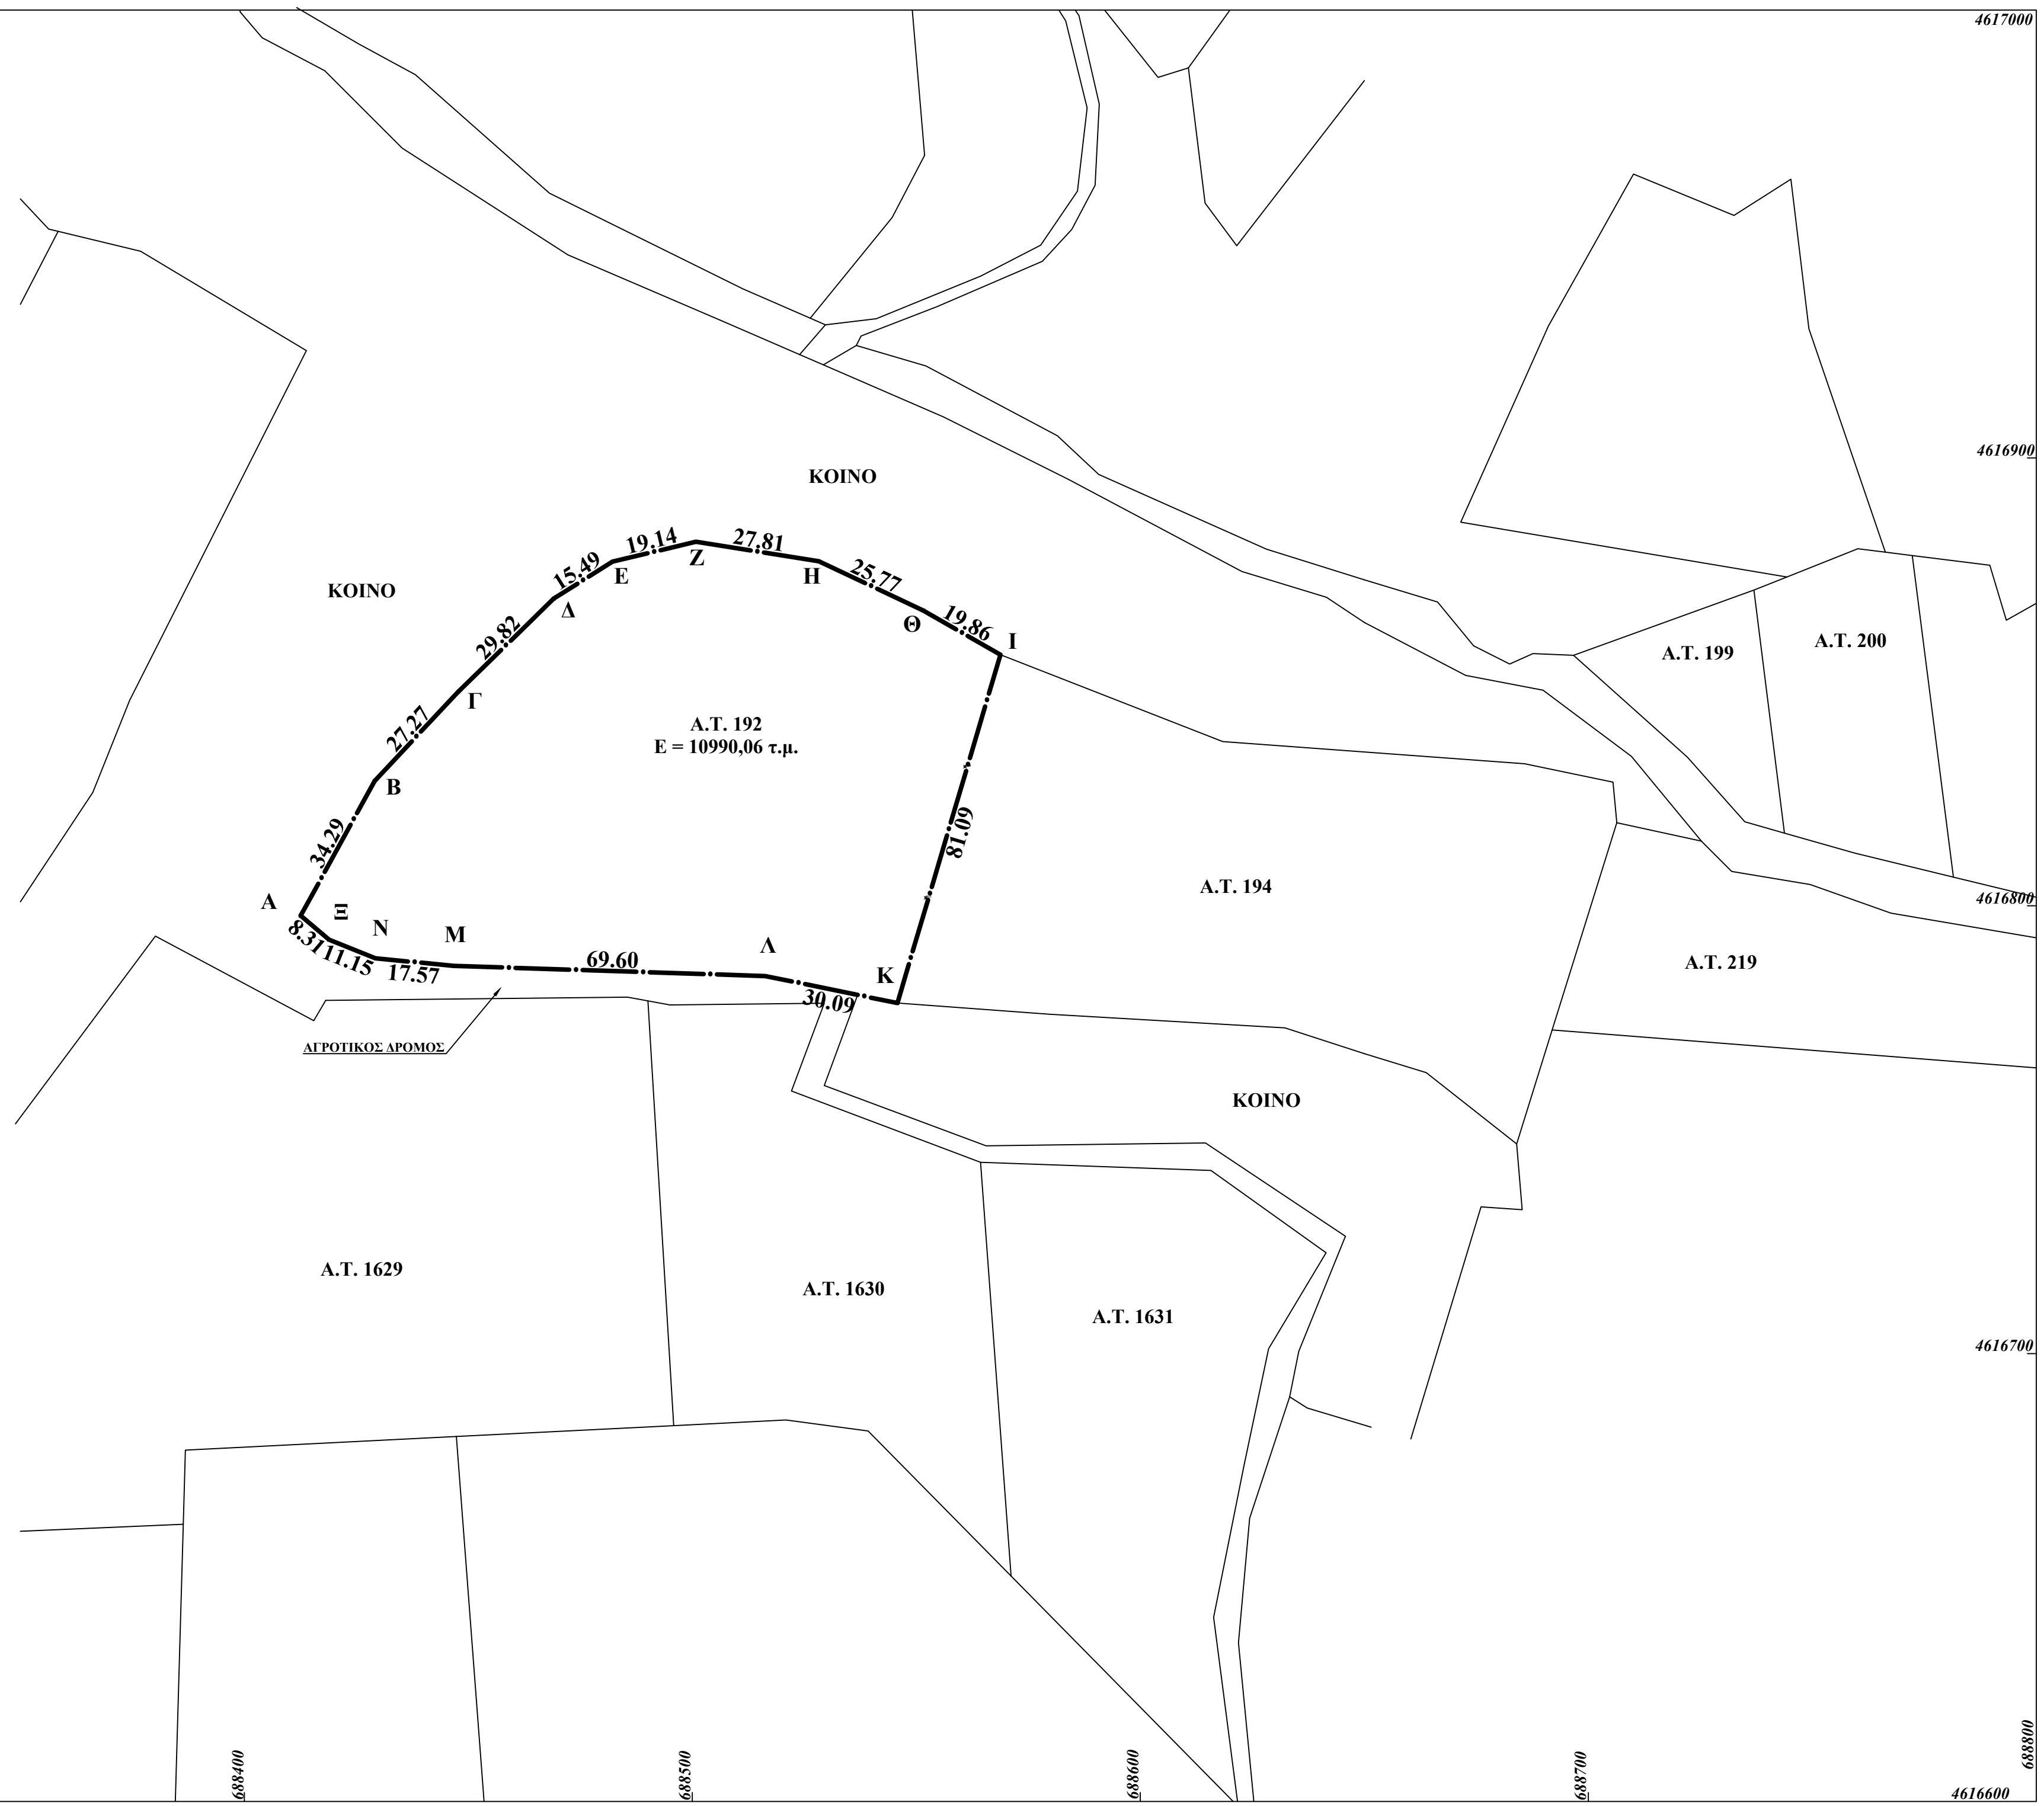 4617000
4616900
ΚΟΙΝΟ
19.14
27.81
15.49
Ε
Ζ
Η
25.77
ΚΟΙΝΟ
Δ
Θ
19.86
Ι
29.82
Γ
Α.Τ. 199
Α.Τ. 200
27.27
Β
Α.Τ. 192
Ε = 10990,06 τ.μ.
34.29
81.09
Α.Τ. 194
4616800
Α
Ξ
Ν
Μ
Λ
Κ
8.31
11.15
17.57
69.60
30.09
Α.Τ. 219
ΑΓΡΟΤΙΚΟΣ ΔΡΟΜΟΣ
ΚΟΙΝΟ
Α.Τ. 1629
Α.Τ. 1630
Α.Τ. 1631
4616700
688400
688500
688600
688700
688800
4616600